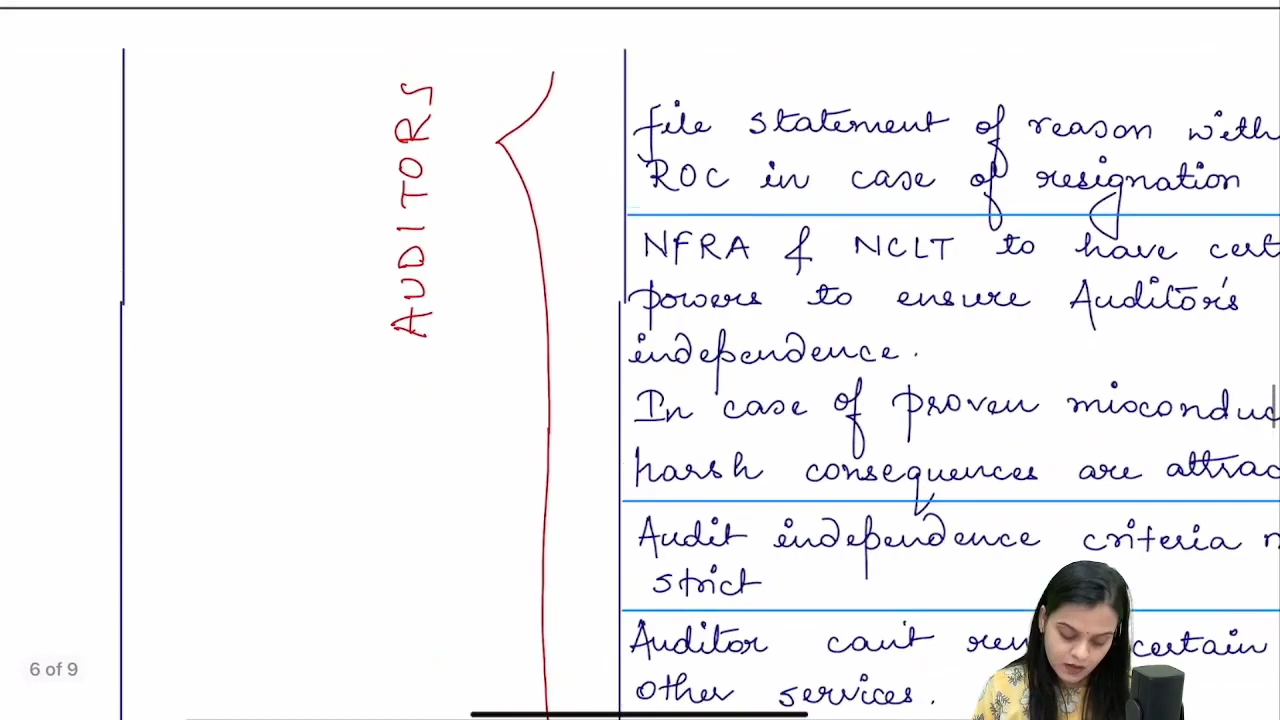 AUDITORS
file statement of reason with
ROC in case of resignation
NFRA & NCLT to have cert
powers to ensure Auditor's
independence.
In case of proven misconduc
harsh consequences are attrac
Audit independence criteria
strict
Auditor can't certain
other services.
6 of 9